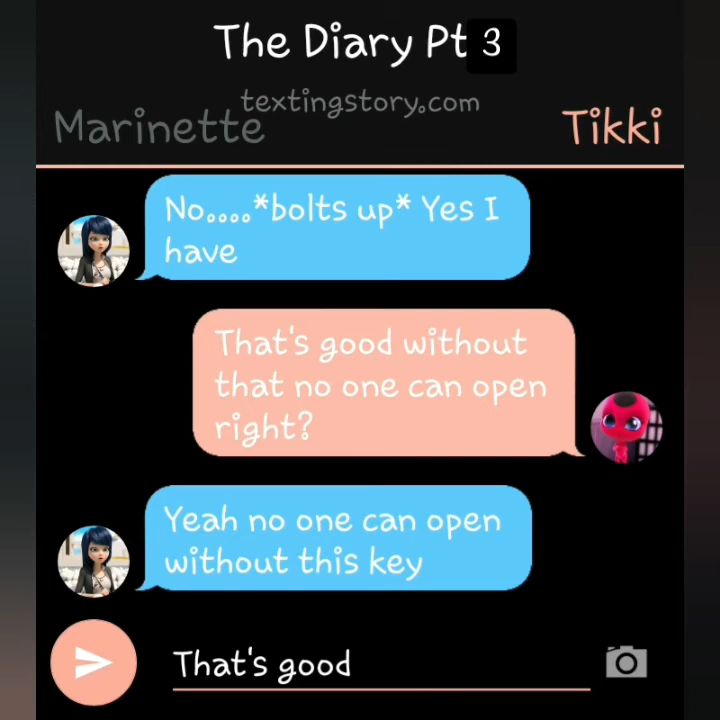 The Diary Pt 3
textingstory.com
Marinette Tikki
No....*bolts up* Yes I
have
That's good without
that no one can open
right?
Yeah no one can open
without this key
That's good